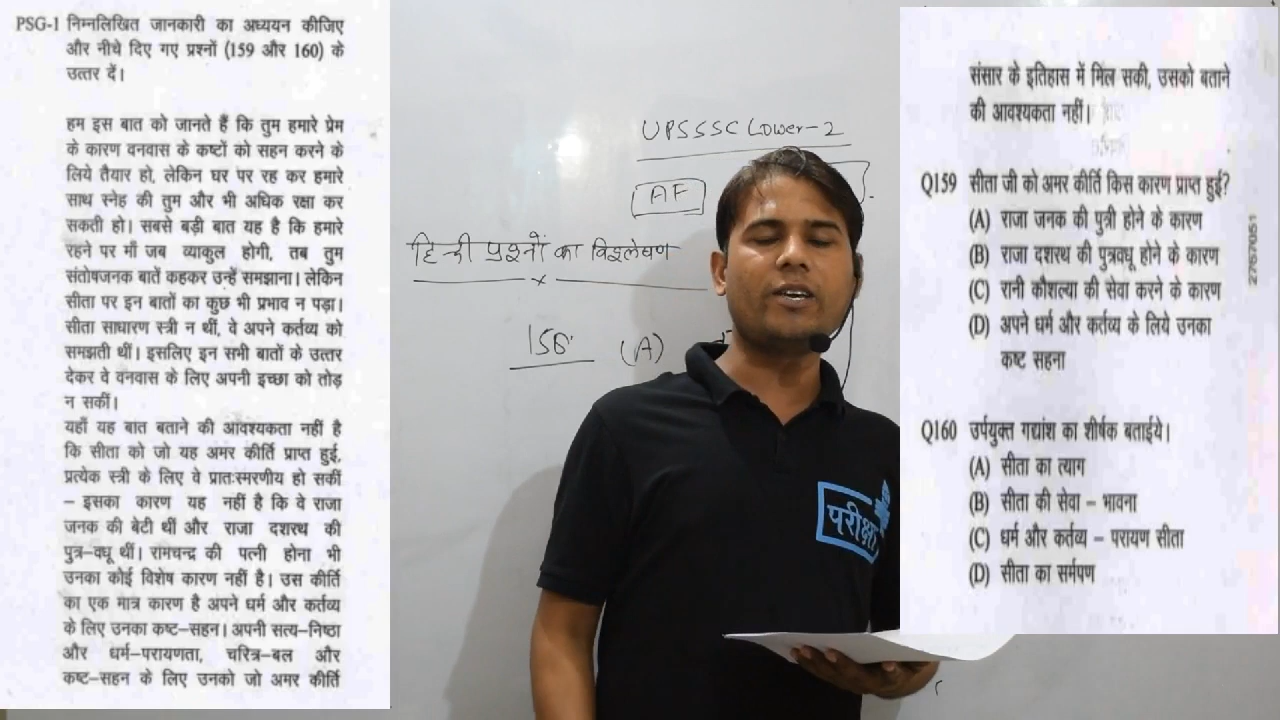 PSG-1 निम्नलिखित जानकारी का अध्ययन कीजिए
और नीचे दिए गए प्रश्नों (159 और 160) के
उत्तर दें।
हम इस बात को जानते हैं कि तुम हमारे प्रेम
के कारण वनवास के कष्टों को सहन करने के
लिये तैयार हो, लेकिन घर पर रह कर हमारे
साथ स्नेह की तुम और भी अधिक रक्षा कर
सकती हो। सबसे बड़ी बात यह है कि हमारे
रहने पर माँ जब व्याकुल होगी, तब तुम
संतोषजनक बातें कहकर उन्हें समझाना। लेकिन
सीता पर इन बातों का कुछ भी प्रभाव न पड़ा।
सीता साधारण स्त्री न थीं, वे अपने कर्तव्य को
समझती थीं। इसलिए इन सभी बातों के उत्तर
देकर वे वनवास के लिए अपनी इच्छा को तोड़
न सकीं।
यहाँ यह बात बताने की आवश्यकता नहीं है
कि सीता को जो यह अमर कीर्ति प्राप्त हुई,
प्रत्येक स्त्री के लिए वे प्रातःस्मरणीय हो सकीं
– इसका कारण यह नहीं है कि वे राजा
जनक की बेटी थीं और राजा दशरथ की
पुत्र–वधू थीं। रामचन्द्र की पत्नी होना भी
उनका कोई विशेष कारण नहीं है। उस कीर्ति
का एक मात्र कारण है अपने धर्म और कर्तव्य
के लिए उनका कष्ट–सहन। अपनी सत्य–निष्ठा
और धर्म–परायणता, चरित्र–बल और
कष्ट–सहन के लिए उनको जो अमर कीर्ति
UPSSSC Lower-2
AF
हिन्दी प्रश्नों का विश्लेषण
156 (A)
परीक्षा
संसार के इतिहास में मिल सकी, उसको बताने
की आवश्यकता नहीं।
Q159 सीता जी को अमर कीर्ति किस कारण प्राप्त हुई?
(A) राजा जनक की पुत्री होने के कारण
(B) राजा दशरथ की पुत्रवधू होने के कारण
(C) रानी कौशल्या की सेवा करने के कारण
(D) अपने धर्म और कर्तव्य के लिये उनका
कष्ट सहना
Q160 उर्पयुक्त गद्यांश का शीर्षक बताईये।
(A) सीता का त्याग
(B) सीता की सेवा – भावना
(C) धर्म और कर्तव्य – परायण सीता
(D) सीता का सर्मपण
2767051